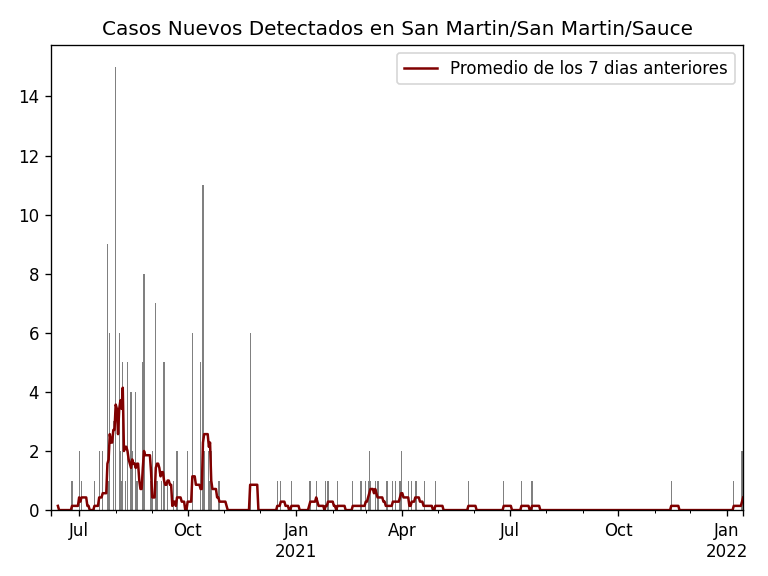 Casos Nuevos Detectados en San Martin/San Martin/Sauce
Promedio de los 7 dias anteriores
14
12
10
8
6
4
2
0
Jul
Oct
Jan
2021
Apr
Jul
Oct
Jan
2022